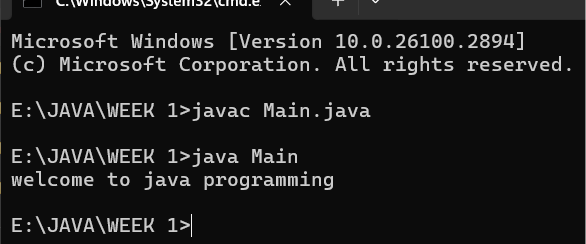 C:\Windows\System32\cmd.e
Microsoft Windows [Version 10.0.26100.2894]
(c) Microsoft Corporation. All rights reserved.
E:\JAVA\WEEK 1>javac Main.java
E:\JAVA\WEEK 1>java Main
welcome to java programming
E:\JAVA\WEEK 1>